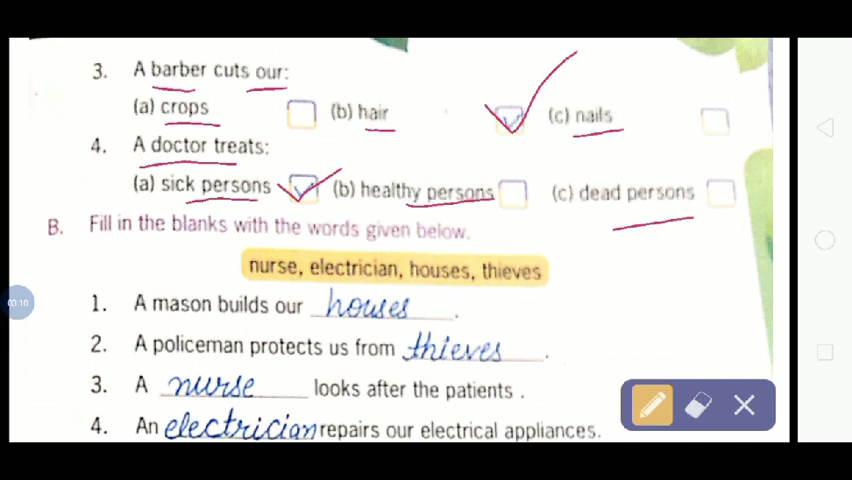 3. A barber cuts our:
(a) crops (b) hair (c) nails
4. A doctor treats:
(a) sick persons (b) healthy persons (c) dead persons
B. Fill in the blanks with the words given below.
nurse, electrician, houses, thieves
1. A mason builds our houses.
2. A policeman protects us from thieves.
3. A nurse looks after the patients .
00:10
4. An electrician repairs our electrical appliances.